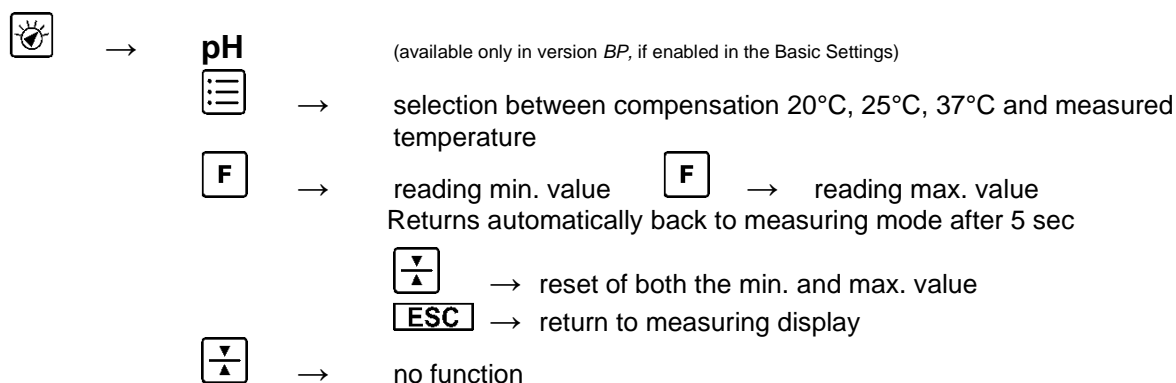 → pH (available only in version BP, if enabled in the Basic Settings)
→ selection between compensation 20°C, 25°C, 37°C and measured
temperature
F → reading min. value F → reading max. value
Returns automatically back to measuring mode after 5 sec
→ reset of both the min. and max. value
ESC → return to measuring display
→ no function